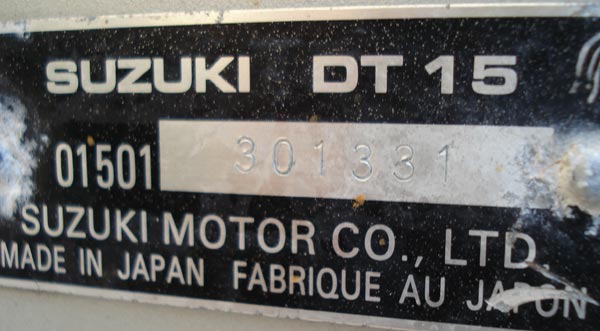 SUZUKI DT 15
01501 301331
SUZUKI MOTOR CO., LTD.
MADE IN JAPAN FABRIQUE AU JAPON